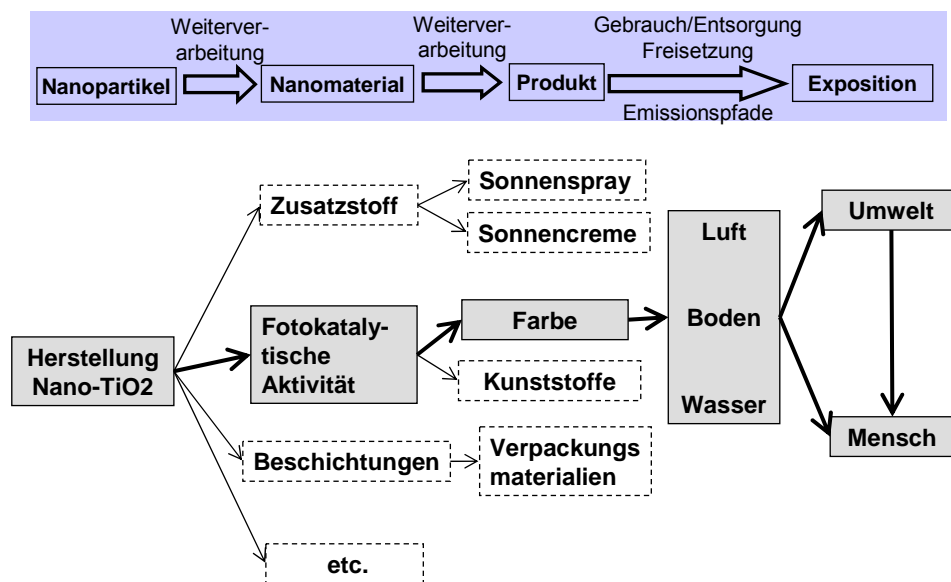 Weiterver-
arbeitung
Weiterver-
arbeitung
Gebrauch/Entsorgung
Freisetzung
Nanopartikel
Nanomaterial
Produkt
Exposition
Emissionspfade
Zusatzstoff
Sonnenspray
Sonnencreme
Herstellung
Nano-TiO2
Fotokataly-
tische
Aktivität
Farbe
Kunststoffe
Beschichtungen
Verpackungs
materialien
etc.
Luft
Boden
Wasser
Umwelt
Mensch